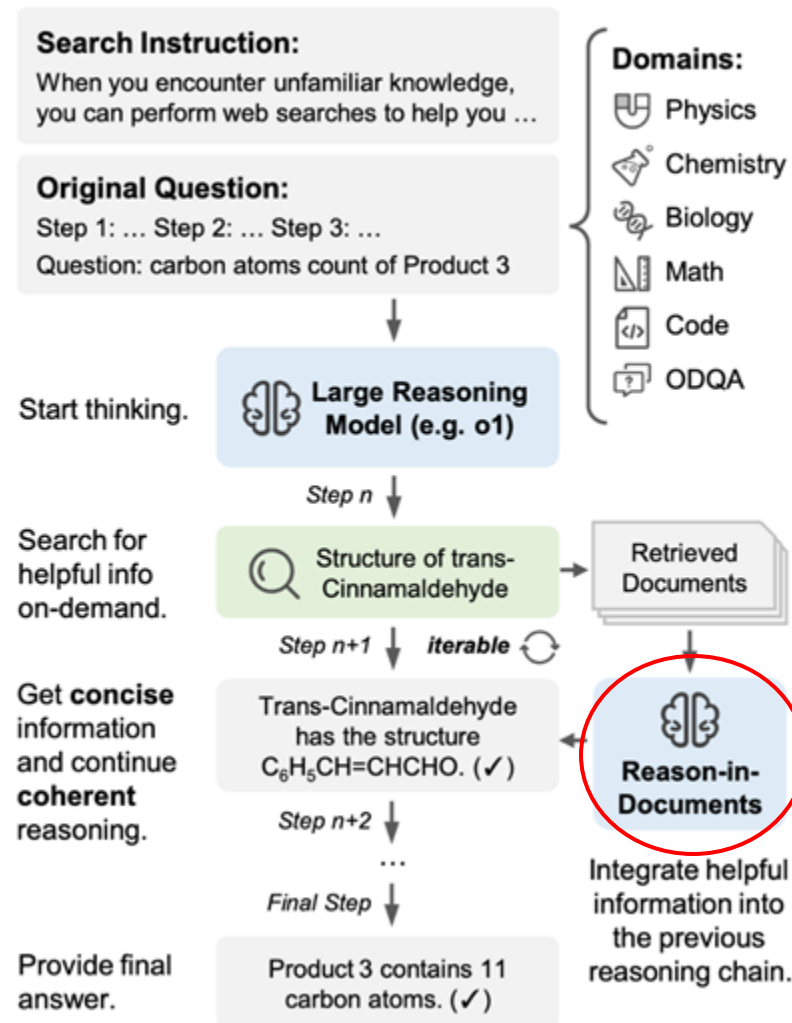 Search Instruction:
When you encounter unfamiliar knowledge,
you can perform web searches to help you ...
Original Question:
Step 1: ... Step 2: ... Step 3: ...
Question: carbon atoms count of Product 3
Domains:
Physics
Chemistry
Biology
Math
</>
Code
?
ODQA
Start thinking.
Large Reasoning
Model (e.g. o1)
Step n
Search for
helpful info
on-demand.
Structure of trans-
Cinnamaldehyde
Retrieved
Documents
Step n+1
iterable
Get concise
information
and continue
coherent
reasoning.
Trans-Cinnamaldehyde
has the structure
C₆H₅CH=CHCHO. (✓)
Reason-in-
Documents
Integrate helpful
information into
the previous
reasoning chain.
Step n+2
...
Final Step
Provide final
answer.
Product 3 contains 11
carbon atoms. (✓)